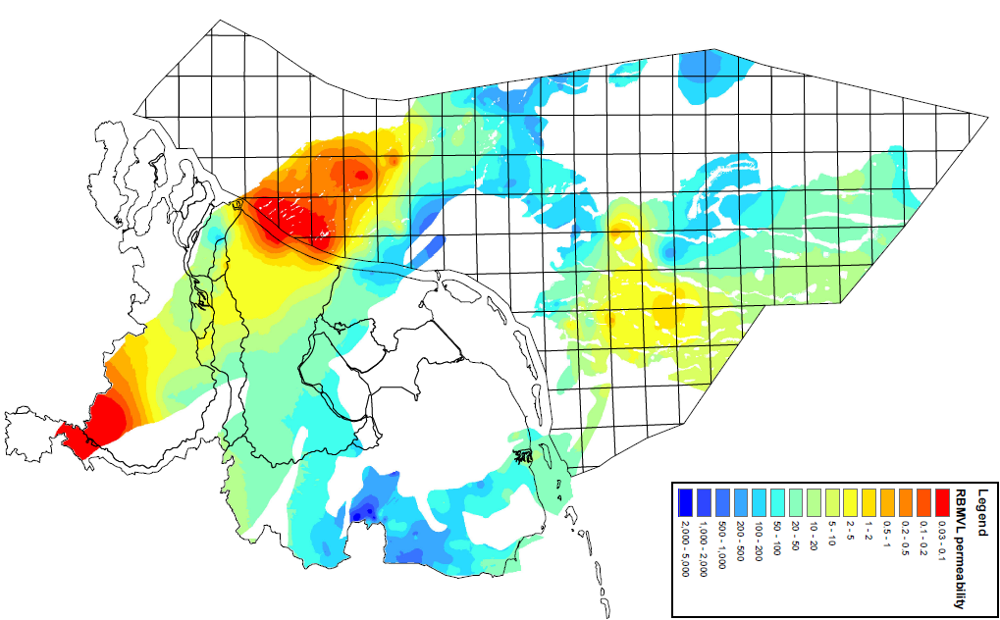 Legend
RBMVL permeability
0.03 - 0.1
0.1 - 0.2
0.2 - 0.5
0.5 - 1
1 - 2
2 - 5
5 - 10
10 - 20
20 - 50
50 - 100
100 - 200
200 - 500
500 - 1,000
1,000 - 2,000
2,000 - 5,000